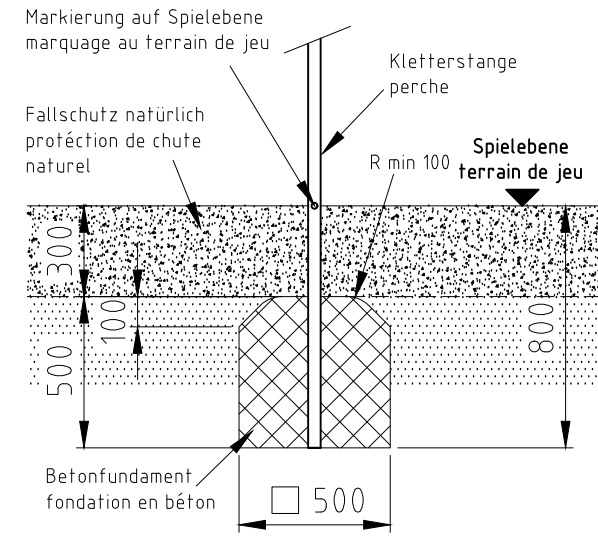 Markierung auf Spielebene
marquage au terrain de jeu
Kletterstange
perche
Fallschutz natürlich
protéction de chute
naturel
R min 100
Spielebene
terrain de jeu
300
100
500
800
Betonfundament
fondation en béton
□ 500